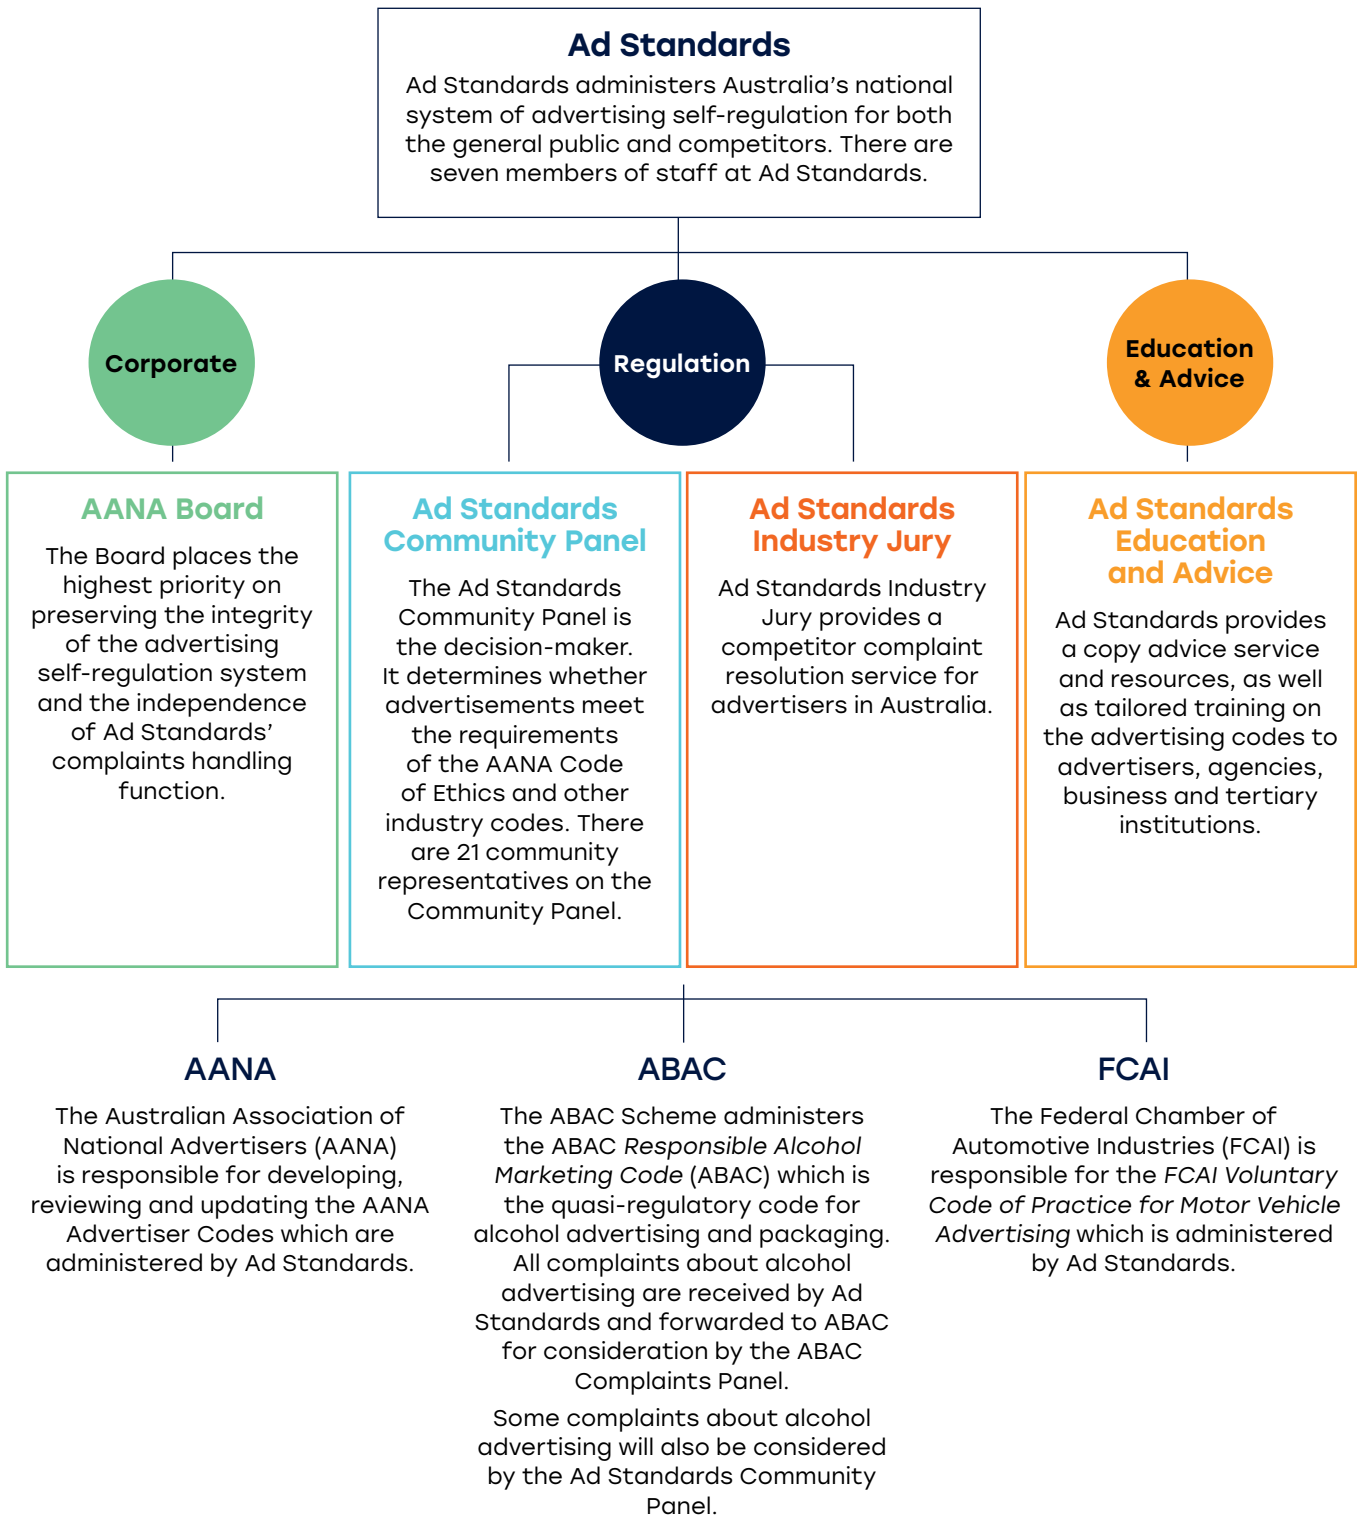 Ad Standards
Ad Standards administers Australia’s national
system of advertising self-regulation for both
the general public and competitors. There are
seven members of staff at Ad Standards.
Corporate
Regulation
Education
& Advice
AANA Board
The Board places the
highest priority on
preserving the integrity
of the advertising
self-regulation system
and the independence
of Ad Standards’
complaints handling
function.
Ad Standards
Community Panel
The Ad Standards
Community Panel is
the decision-maker.
It determines whether
advertisements meet
the requirements
of the AANA Code
of Ethics and other
industry codes. There
are 21 community
representatives on the
Community Panel.
Ad Standards
Industry Jury
Ad Standards Industry
Jury provides a
competitor complaint
resolution service for
advertisers in Australia.
Ad Standards
Education
and Advice
Ad Standards provides
a copy advice service
and resources, as well
as tailored training on
the advertising codes to
advertisers, agencies,
business and tertiary
institutions.
AANA
The Australian Association of
National Advertisers (AANA)
is responsible for developing,
reviewing and updating the AANA
Advertiser Codes which are
administered by Ad Standards.
ABAC
The ABAC Scheme administers
the ABAC Responsible Alcohol
Marketing Code (ABAC) which is
the quasi-regulatory code for
alcohol advertising and packaging.
All complaints about alcohol
advertising are received by Ad
Standards and forwarded to ABAC
for consideration by the ABAC
Complaints Panel.
Some complaints about alcohol
advertising will also be considered
by the Ad Standards Community
Panel.
FCAI
The Federal Chamber of
Automotive Industries (FCAI) is
responsible for the FCAI Voluntary
Code of Practice for Motor Vehicle
Advertising which is administered
by Ad Standards.